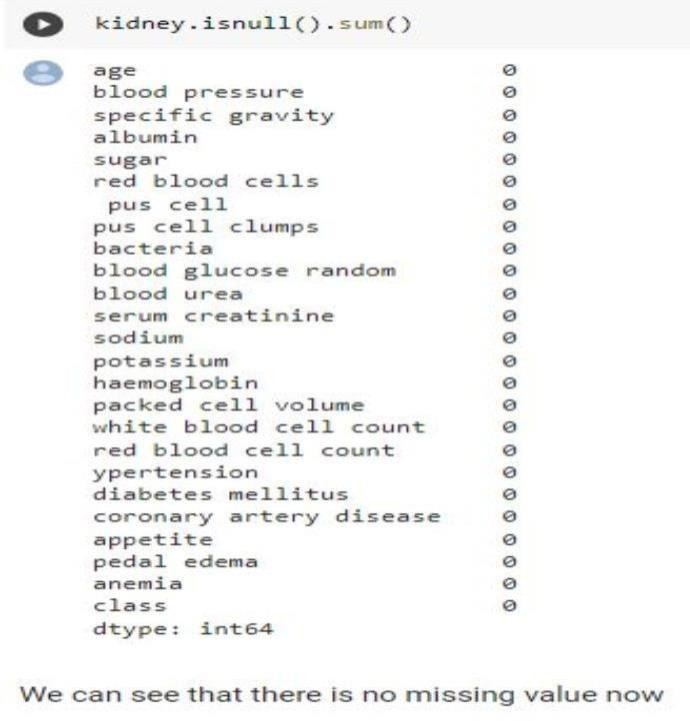 kidney.isnull().sum()
age 0
blood pressure 0
specific gravity 0
albumin 0
sugar 0
red blood cells 0
pus cell 0
pus cell clumps 0
bacteria 0
blood glucose random 0
blood urea 0
serum creatinine 0
sodium 0
potassium 0
haemoglobin 0
packed cell volume 0
white blood cell count 0
red blood cell count 0
ypertension 0
diabetes mellitus 0
coronary artery disease 0
appetite 0
pedal edema 0
anemia 0
class 0
dtype: int64
We can see that there is no missing value now